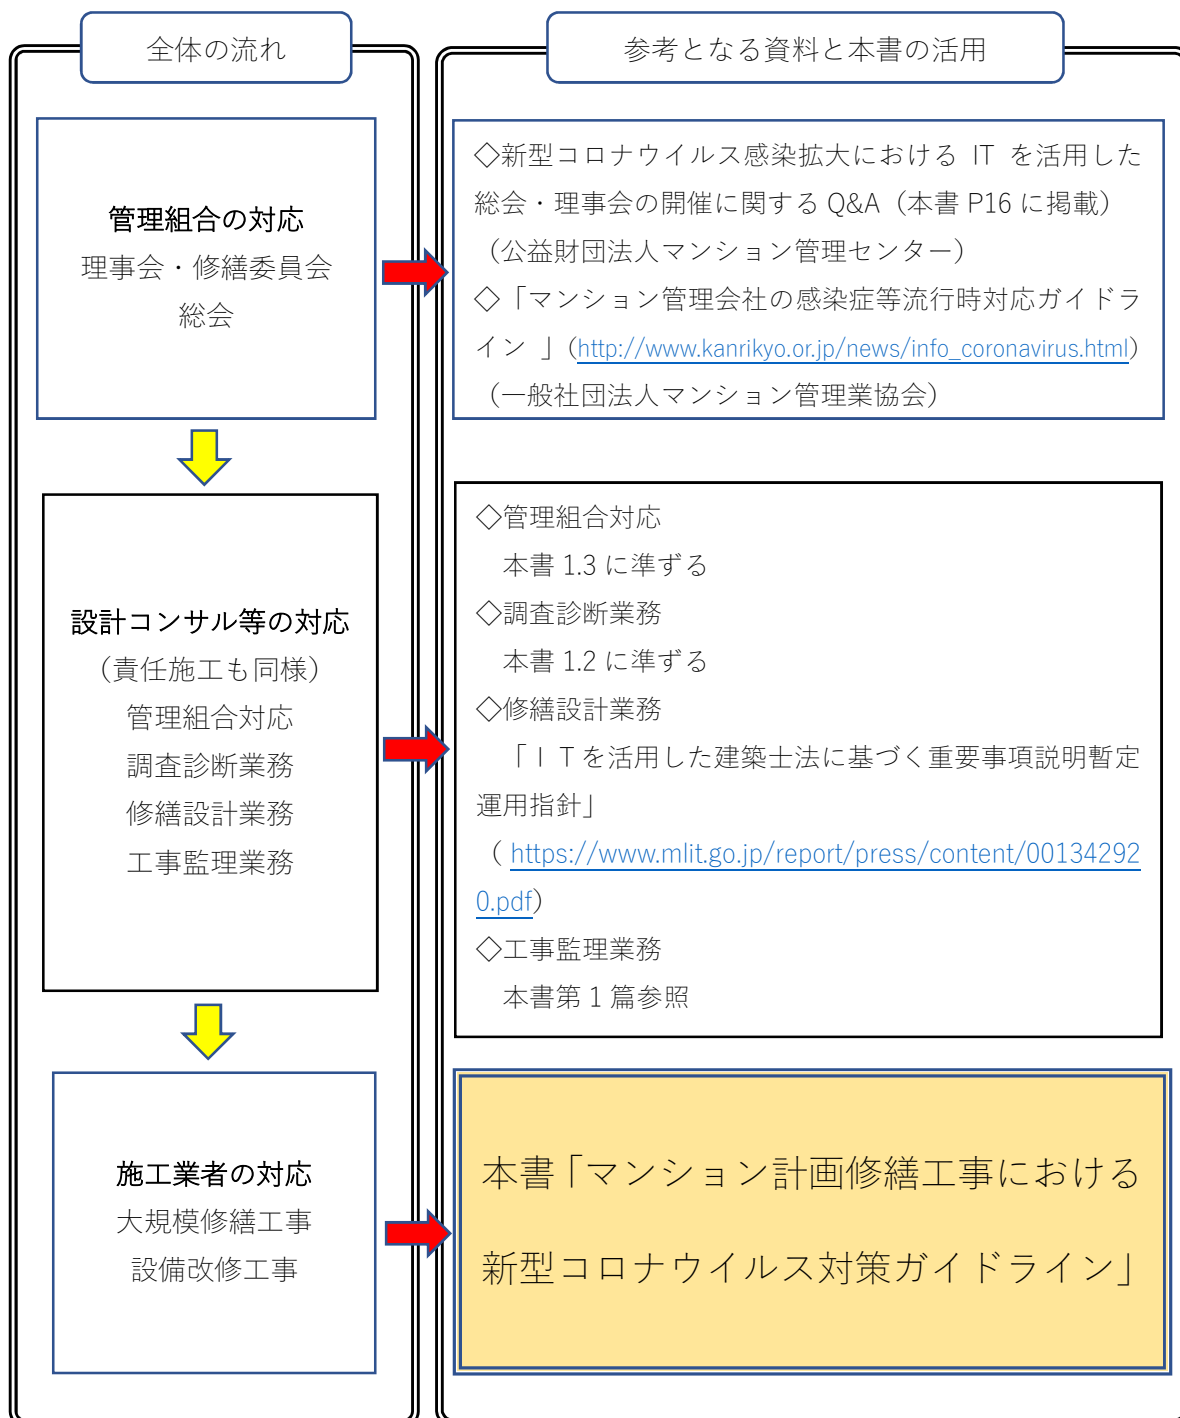 全体の流れ
管理組合の対応
理事会・修繕委員会
総会
設計コンサル等の対応
（責任施工も同様）
管理組合対応
調査診断業務
修繕設計業務
工事監理業務
施工業者の対応
大規模修繕工事
設備改修工事
参考となる資料と本書の活用
◇新型コロナウイルス感染拡大における IT を活用した
総会・理事会の開催に関する Q&A（本書 P16 に掲載）
（公益財団法人マンション管理センター）
◇「マンション管理会社の感染症等流行時対応ガイドラ
イン 」（http://www.kanrikyo.or.jp/news/info_coronavirus.html）
（一般社団法人マンション管理業協会）
◇管理組合対応
本書 1.3 に準ずる
◇調査診断業務
本書 1.2 に準ずる
◇修繕設計業務
「ＩＴを活用した建築士法に基づく重要事項説明暫定
運用指針」
（ https://www.mlit.go.jp/report/press/content/00134292
0.pdf）
◇工事監理業務
本書第 1 篇参照
本書「マンション計画修繕工事における
新型コロナウイルス対策ガイドライン」